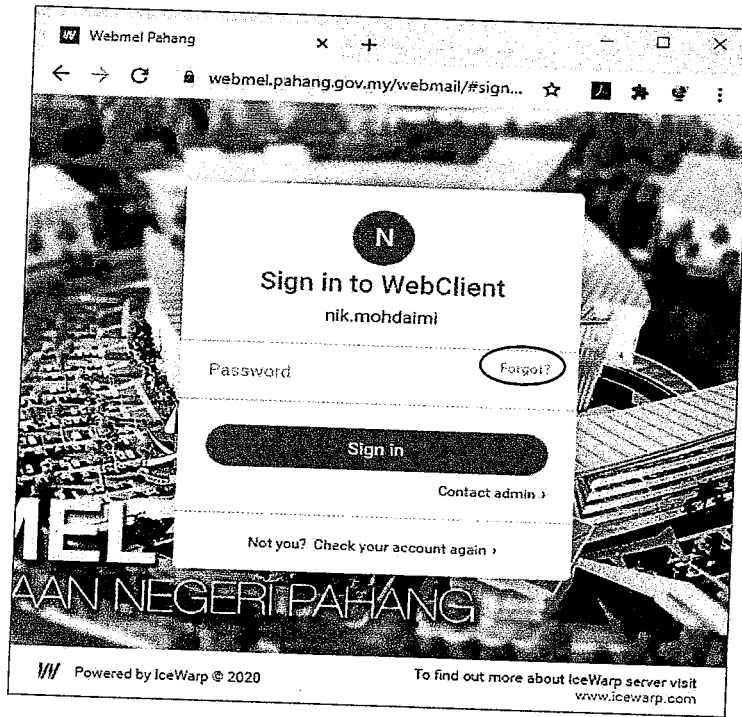 Webmel Pahang
webmel.pahang.gov.my/webmail/#sign...
N
Sign in to WebClient
nik.mohdaimi
Password
Forgot?
Sign in
Contact admin ›
Not you? Check your account again ›
MEL
AAN NEGERI PAHANG
Powered by IceWarp © 2020
To find out more about IceWarp server visit
www.icewarp.com